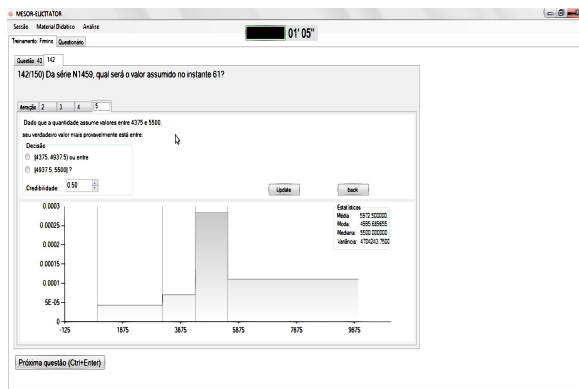 MESOR-ELICITATOR
Sessão Material Didático Análise
01' 05"
Treinamento: Firmino Questionário
Questão 40 142
142/150) Da série N1459, qual será o valor assumido no instante 61?
iteração 2 3 4 5
Dado que a quantidade assume valores entre 4375 e 5500,
seu verdadeiro valor mais provavelmente está entre:
Decisão
[4375, 4937.5) ou entre
[4937.5, 5500) ?
Credibilidade: 0.50
Update back
Estatísticas
Média: 5972.500000
Moda: 4995.689655
Mediana: 5500.000000
Variância: 4704243.7500
0.0003
0.00025
0.0002
0.00015
0.0001
5E-05
0
-125 1875 3875 5875 7875 9875
Próxima questão (Ctrl+Enter)